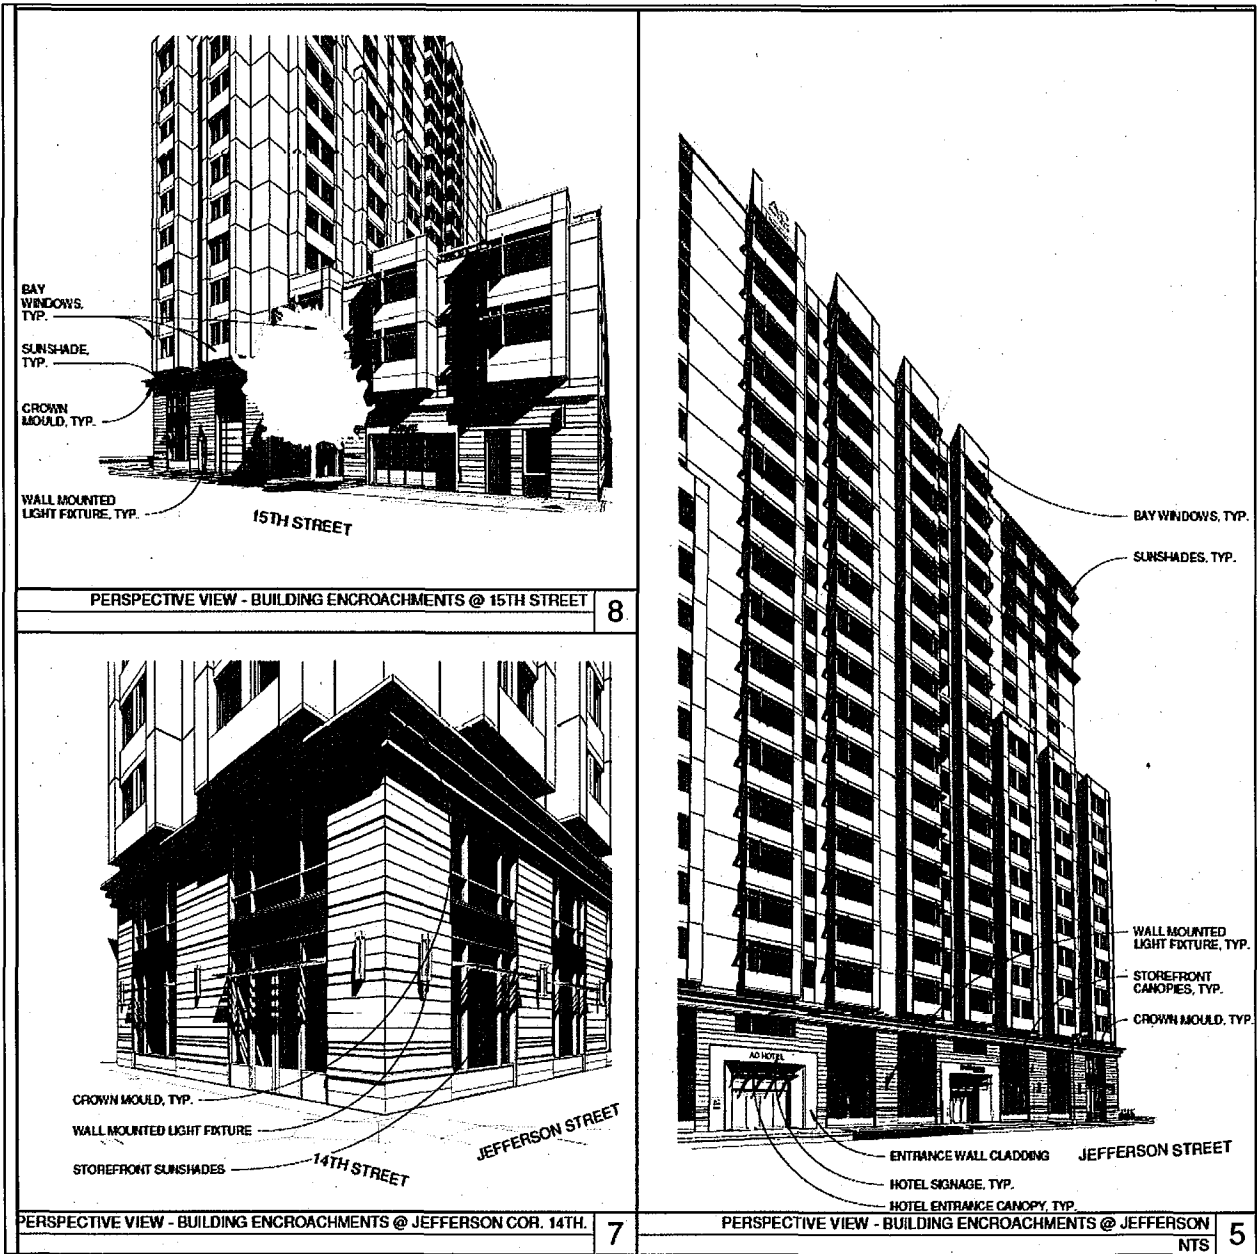 BAY
WINDOWS,
TYP.
SUNSHADE,
TYP.
CROWN
MOULD, TYP.
WALL MOUNTED
LIGHT FIXTURE, TYP.
15TH STREET
PERSPECTIVE VIEW - BUILDING ENCROACHMENTS @ 15TH STREET
8
CROWN MOULD, TYP.
WALL MOUNTED LIGHT FIXTURE
STOREFRONT SUNSHADES
14TH STREET
JEFFERSON STREET
PERSPECTIVE VIEW - BUILDING ENCROACHMENTS @ JEFFERSON COR. 14TH.
7
AC
BAY WINDOWS, TYP.
SUNSHADES, TYP.
WALL MOUNTED
LIGHT FIXTURE, TYP.
STOREFRONT
CANOPIES, TYP.
CROWN MOULD, TYP.
AC HOTEL
ENTRANCE WALL CLADDING
JEFFERSON STREET
HOTEL SIGNAGE, TYP.
HOTEL ENTRANCE CANOPY, TYP.
PERSPECTIVE VIEW - BUILDING ENCROACHMENTS @ JEFFERSON
NTS
5